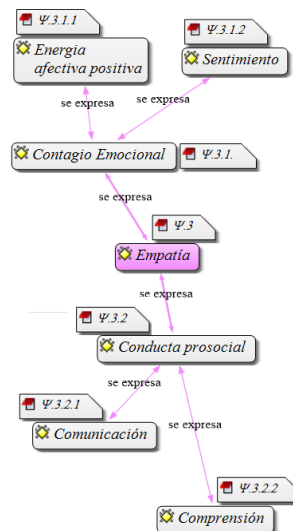 Ψ.3.1.1
Energia
afectiva positiva
Ψ.3.1.2
Sentimiento
se expresa
se expresa
Contagio Emocional
Ψ.3.1.
se expresa
Ψ.3
Empatía
se expresa
Ψ.3.2
Conducta prosocial
se expresa
Ψ.3.2.1
Comunicación
se expresa
Ψ.3.2.2
Comprensión